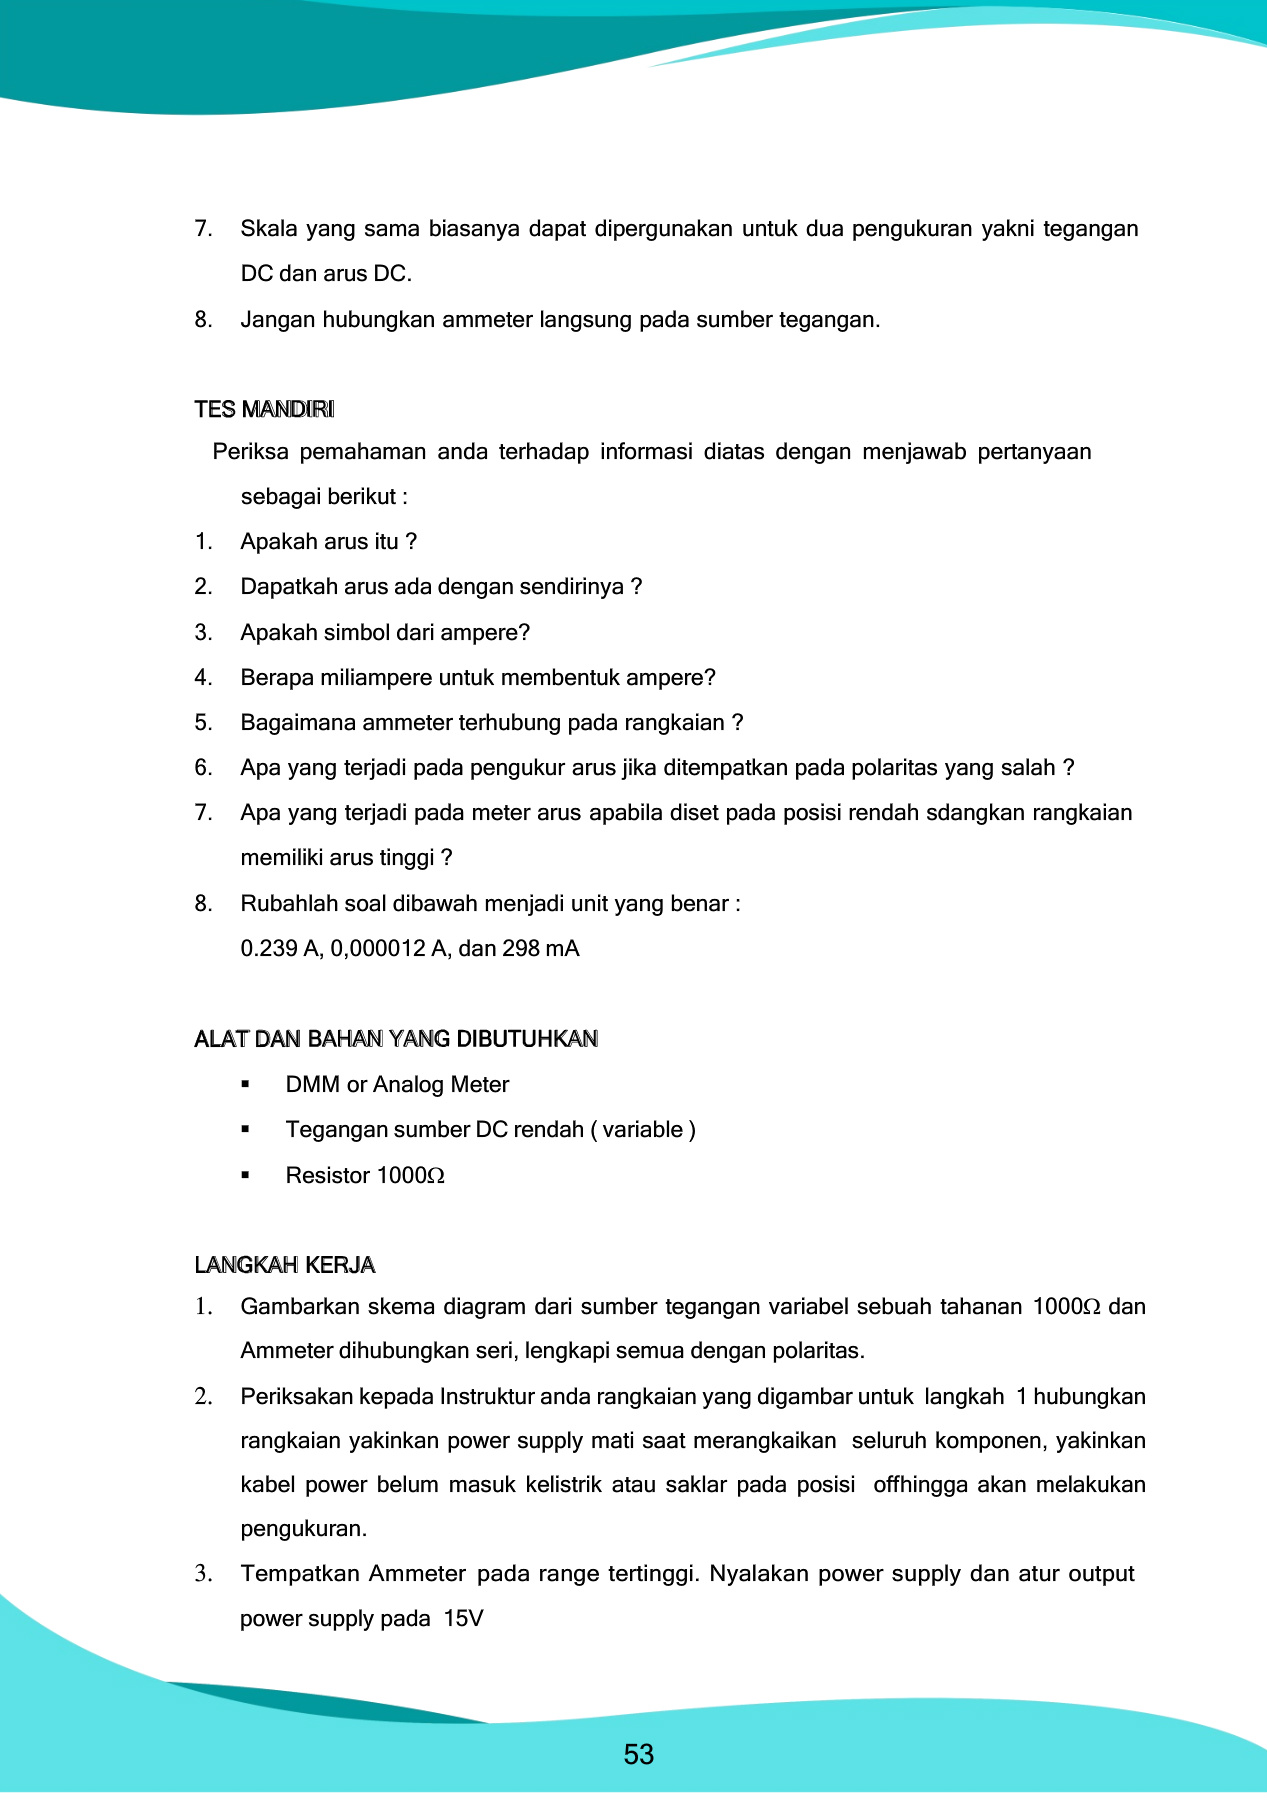 7. Skala yang sama biasanya dapat dipergunakan untuk dua pengukuran yakni tegangan
DC dan arus DC.
8. Jangan hubungkan ammeter langsung pada sumber tegangan.
TES MANDIRI
Periksa pemahaman anda terhadap informasi diatas dengan menjawab pertanyaan
sebagai berikut :
1. Apakah arus itu ?
2. Dapatkah arus ada dengan sendirinya ?
3. Apakah simbol dari ampere?
4. Berapa miliampere untuk membentuk ampere?
5. Bagaimana ammeter terhubung pada rangkaian ?
6. Apa yang terjadi pada pengukur arus jika ditempatkan pada polaritas yang salah ?
7. Apa yang terjadi pada meter arus apabila diset pada posisi rendah sdangkan rangkaian
memiliki arus tinggi ?
8. Rubahlah soal dibawah menjadi unit yang benar :
0.239 A, 0,000012 A, dan 298 mA
ALAT DAN BAHAN YANG DIBUTUHKAN
▪ DMM or Analog Meter
▪ Tegangan sumber DC rendah ( variable )
▪ Resistor 1000Ω
LANGKAH KERJA
1. Gambarkan skema diagram dari sumber tegangan variabel sebuah tahanan 1000Ω dan
Ammeter dihubungkan seri, lengkapi semua dengan polaritas.
2. Periksakan kepada Instruktur anda rangkaian yang digambar untuk langkah 1 hubungkan
rangkaian yakinkan power supply mati saat merangkaikan seluruh komponen, yakinkan
kabel power belum masuk kelistrik atau saklar pada posisi offhingga akan melakukan
pengukuran.
3. Tempatkan Ammeter pada range tertinggi. Nyalakan power supply dan atur output
power supply pada 15V
53